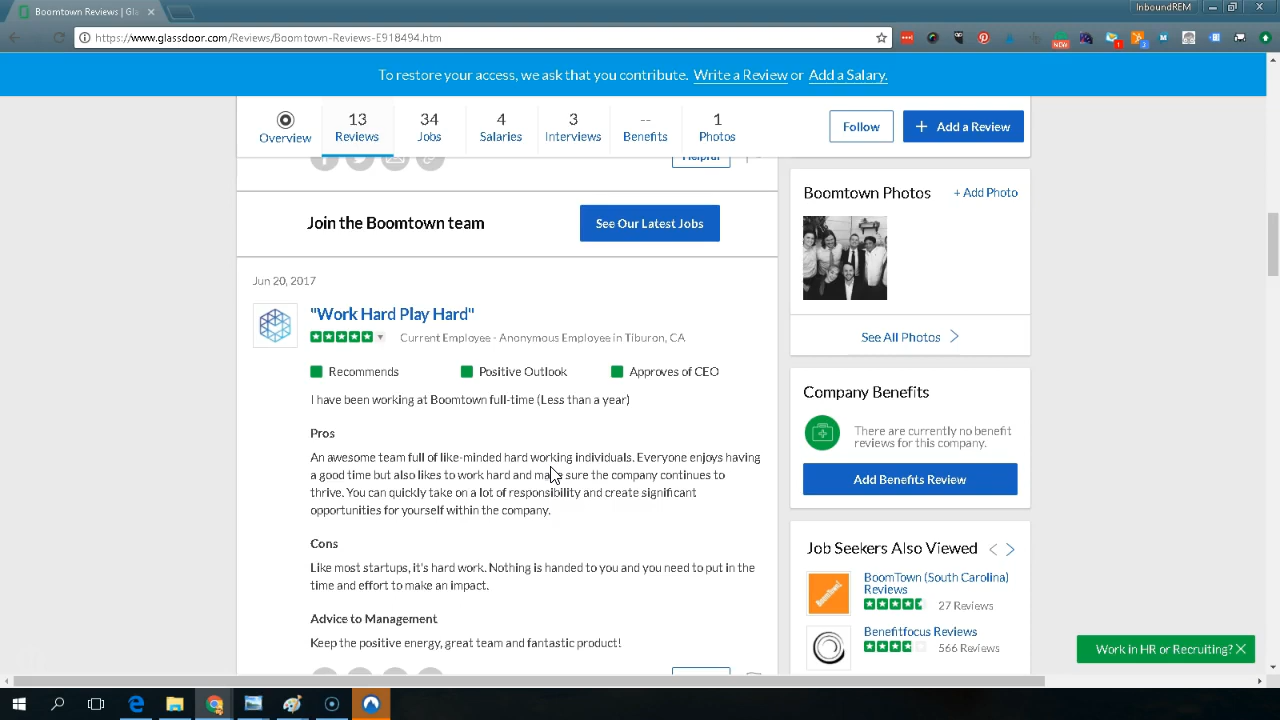 Boomtown Reviews | Gla
InboundREM
https://www.glassdoor.com/Reviews/Boomtown-Reviews-E918494.htm
To restore your access, we ask that you contribute. Write a Review or Add a Salary.
Overview
13
Reviews
34
Jobs
4
Salaries
3
Interviews
--
Benefits
1
Photos
Follow
+ Add a Review
Helpful
Join the Boomtown team
See Our Latest Jobs
Jun 20, 2017
"Work Hard Play Hard"
Current Employee - Anonymous Employee in Tiburon, CA
Recommends
Positive Outlook
Approves of CEO
I have been working at Boomtown full-time (Less than a year)
Pros
An awesome team full of like-minded hard working individuals. Everyone enjoys having
a good time but also likes to work hard and make sure the company continues to
thrive. You can quickly take on a lot of responsibility and create significant
opportunities for yourself within the company.
Cons
Like most startups, it's hard work. Nothing is handed to you and you need to put in the
time and effort to make an impact.
Advice to Management
Keep the positive energy, great team and fantastic product!
Boomtown Photos
+ Add Photo
See All Photos
Company Benefits
There are currently no benefit
reviews for this company.
Add Benefits Review
Job Seekers Also Viewed
BoomTown (South Carolina)
Reviews
27 Reviews
Benefitfocus Reviews
566 Reviews
Work in HR or Recruiting?